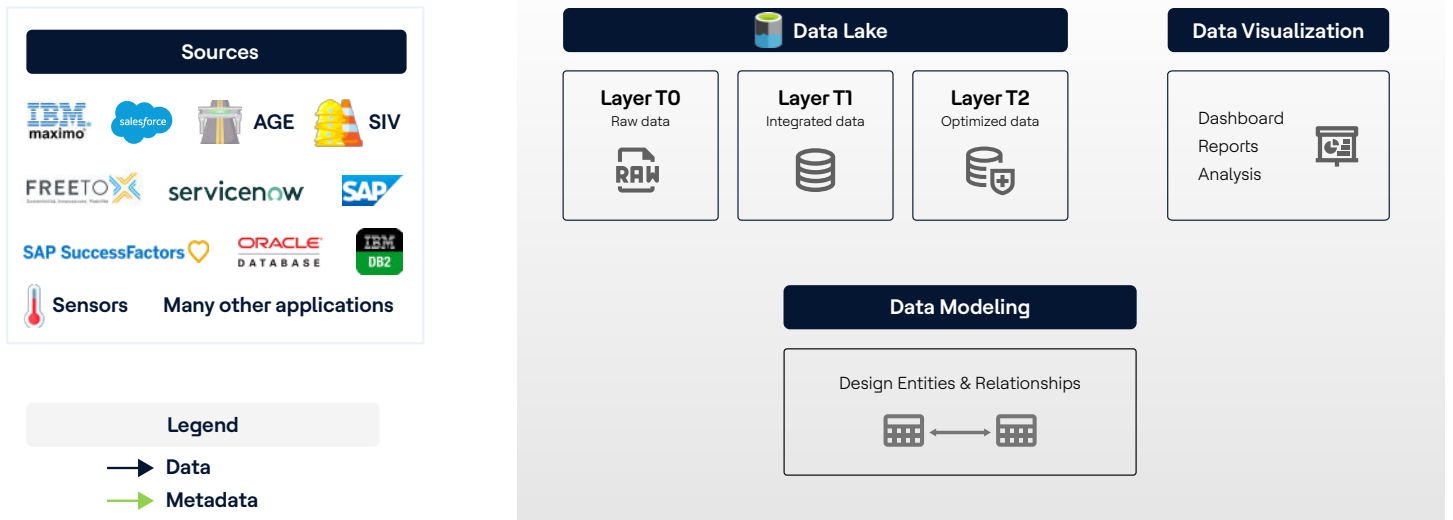 Sources
IBM.
maximo
salesforce
AGE
SIV
FREETO
servicenow
SAP
SAP SuccessFactors
ORACLE
DATABASE
IBM
DB2
Sensors
Many other applications
Legend
Data
Metadata
Data Lake
Layer T0
Raw data
RAW
Layer T1
Integrated data
Layer T2
Optimized data
Data Visualization
Dashboard
Reports
Analysis
Data Modeling
Design Entities & Relationships